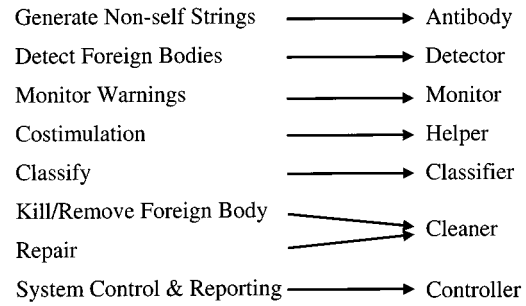 Generate Non-self Strings Antibody
Detect Foreign Bodies Detector
Monitor Warnings Monitor
Costimulation Helper
Classify Classifier
Kill/Remove Foreign Body
Cleaner
Repair
System Control & Reporting Controller